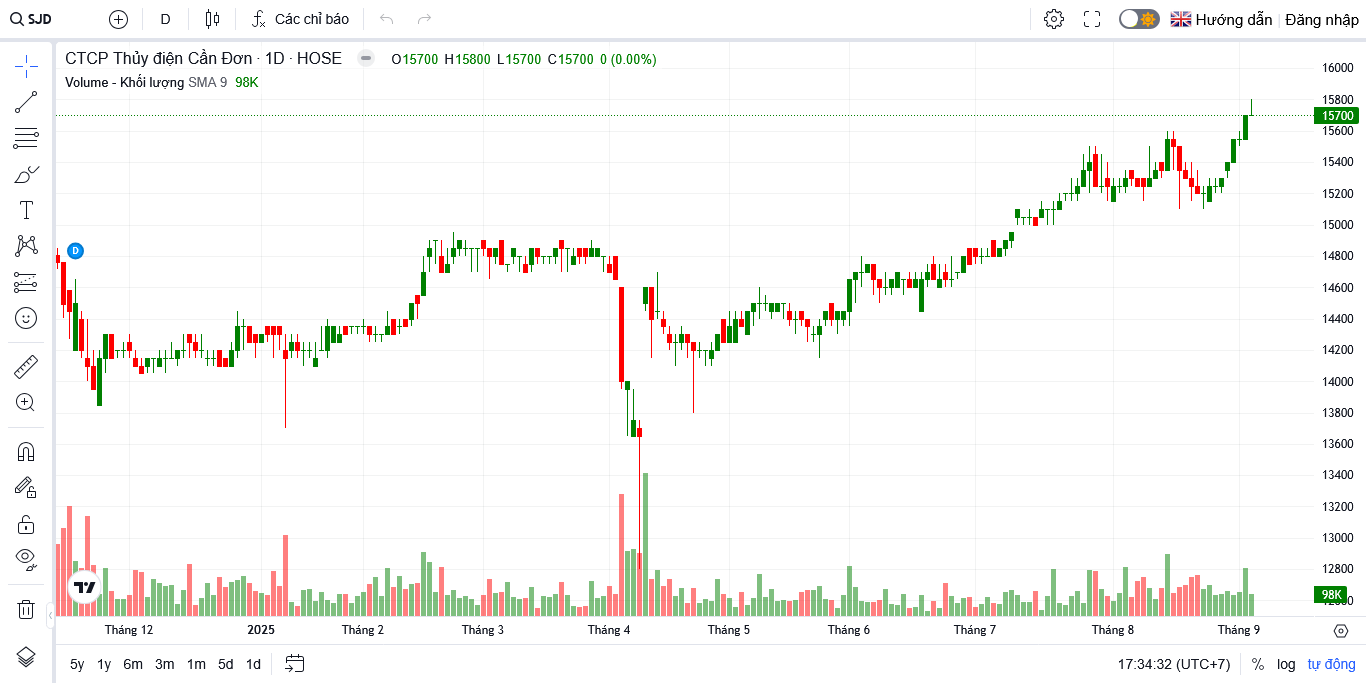 SJD D Các chỉ báo Hướng dẫn Đăng nhập
CTCP Thủy điện Cần Đơn · 1D · HOSE O15700 H15800 L15700 C15700 0 (0.00%)
Volume - Khối lượng SMA 9 98K
D
16000
15800
15700
15600
15400
15200
15000
14800
14600
14400
14200
14000
13800
13600
13400
13200
13000
12800
98K
Tháng 12 2025 Tháng 2 Tháng 3 Tháng 4 Tháng 5 Tháng 6 Tháng 7 Tháng 8 Tháng 9
5y 1y 6m 3m 1m 5d 1d 17:34:32 (UTC+7) % log tự động